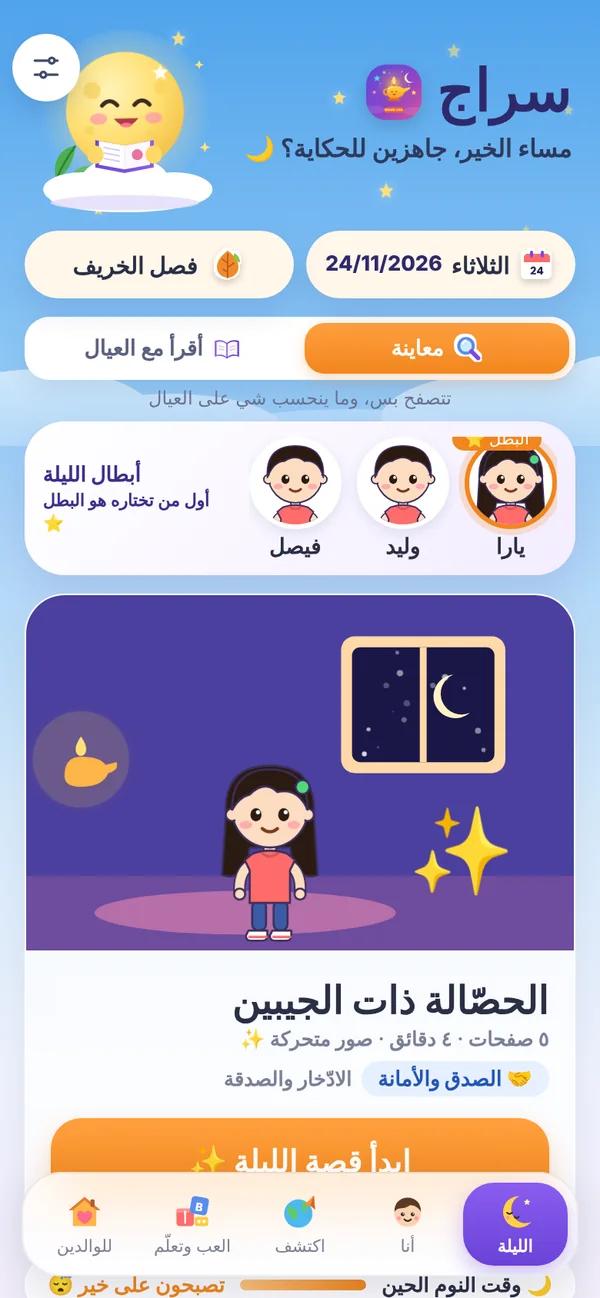 سراج
مساء الخير، جاهزين للحكاية؟ 🌙
الثلاثاء 24/11/2026
24
فصل الخريف
معاينة
أقرأ مع العيال
تتصفح بس، وما ينحسب شي على العيال
أبطال الليلة
أول من تختاره هو البطل
⭐
البطل ⭐
يارا
وليد
فيصل
الحصّالة ذات الجيبين
٥ صفحات · ٤ دقائق · صور متحركة ✨
🤝 الصدق والأمانة
الادّخار والصدقة
ابدأ قصة الليلة ✨
الليلة
أنا
اكتشف
العب وتعلّم
للوالدين
🌙 وقت النوم الحين
تصبحون على خير 😴